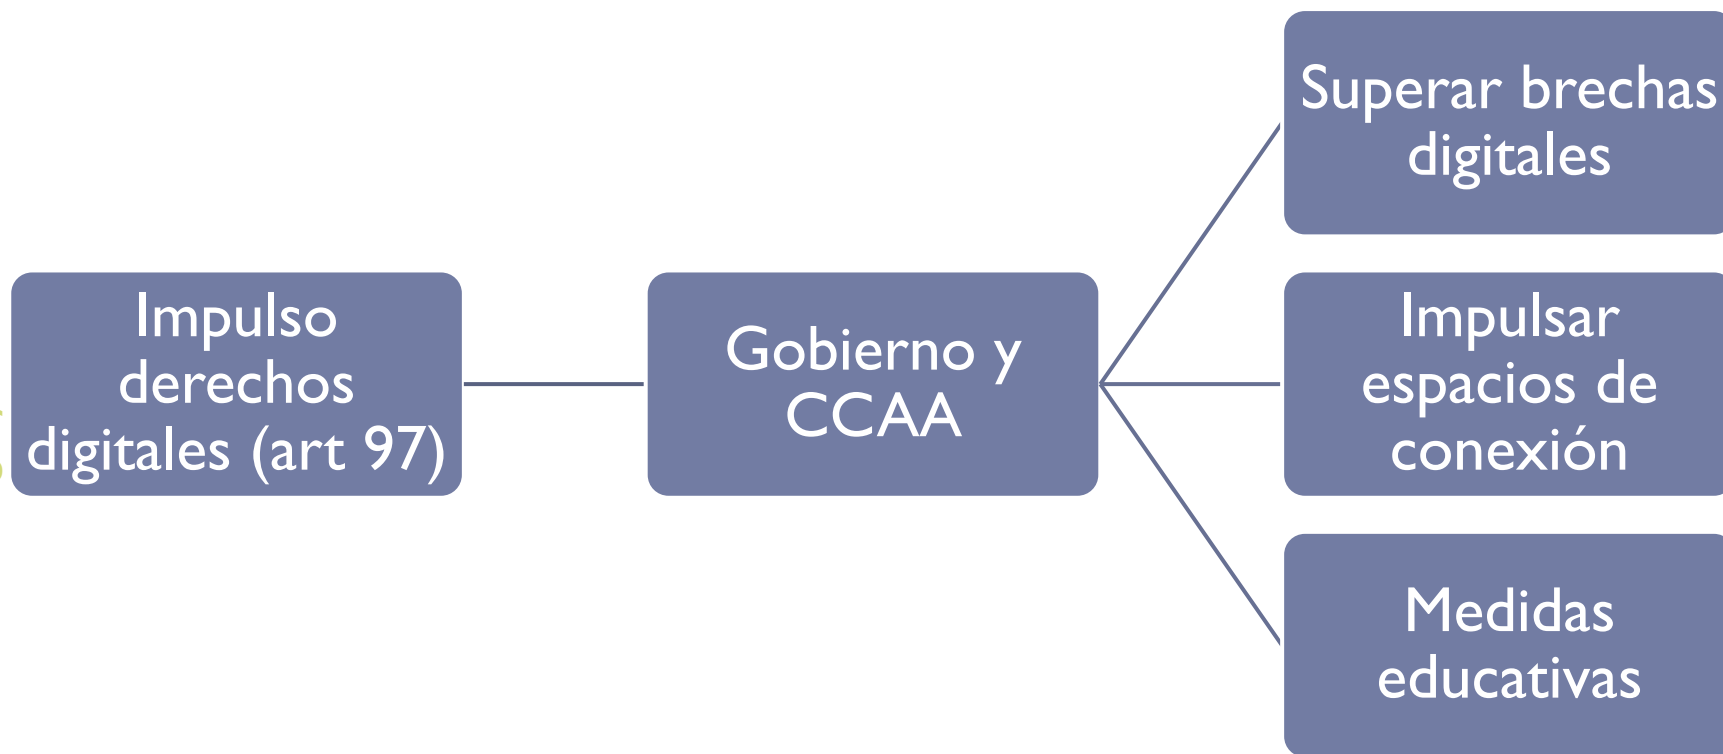 Impulso
derechos
digitales (art 97)
Gobierno y
CCAA
Superar brechas
digitales
Impulsar
espacios de
conexión
Medidas
educativas